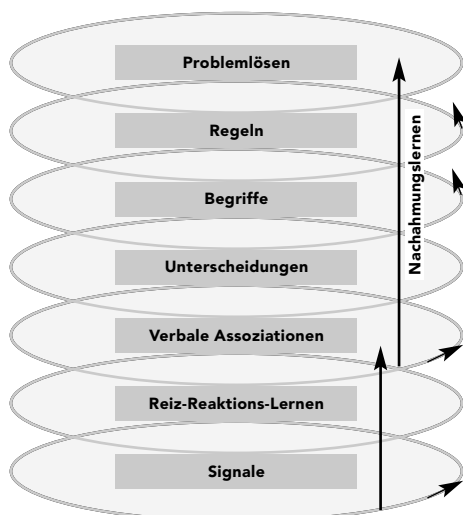 Problemlösen
Regeln
Begriffe
Unterscheidungen
Verbale Assoziationen
Reiz-Reaktions-Lernen
Signale
Nachahmungslernen